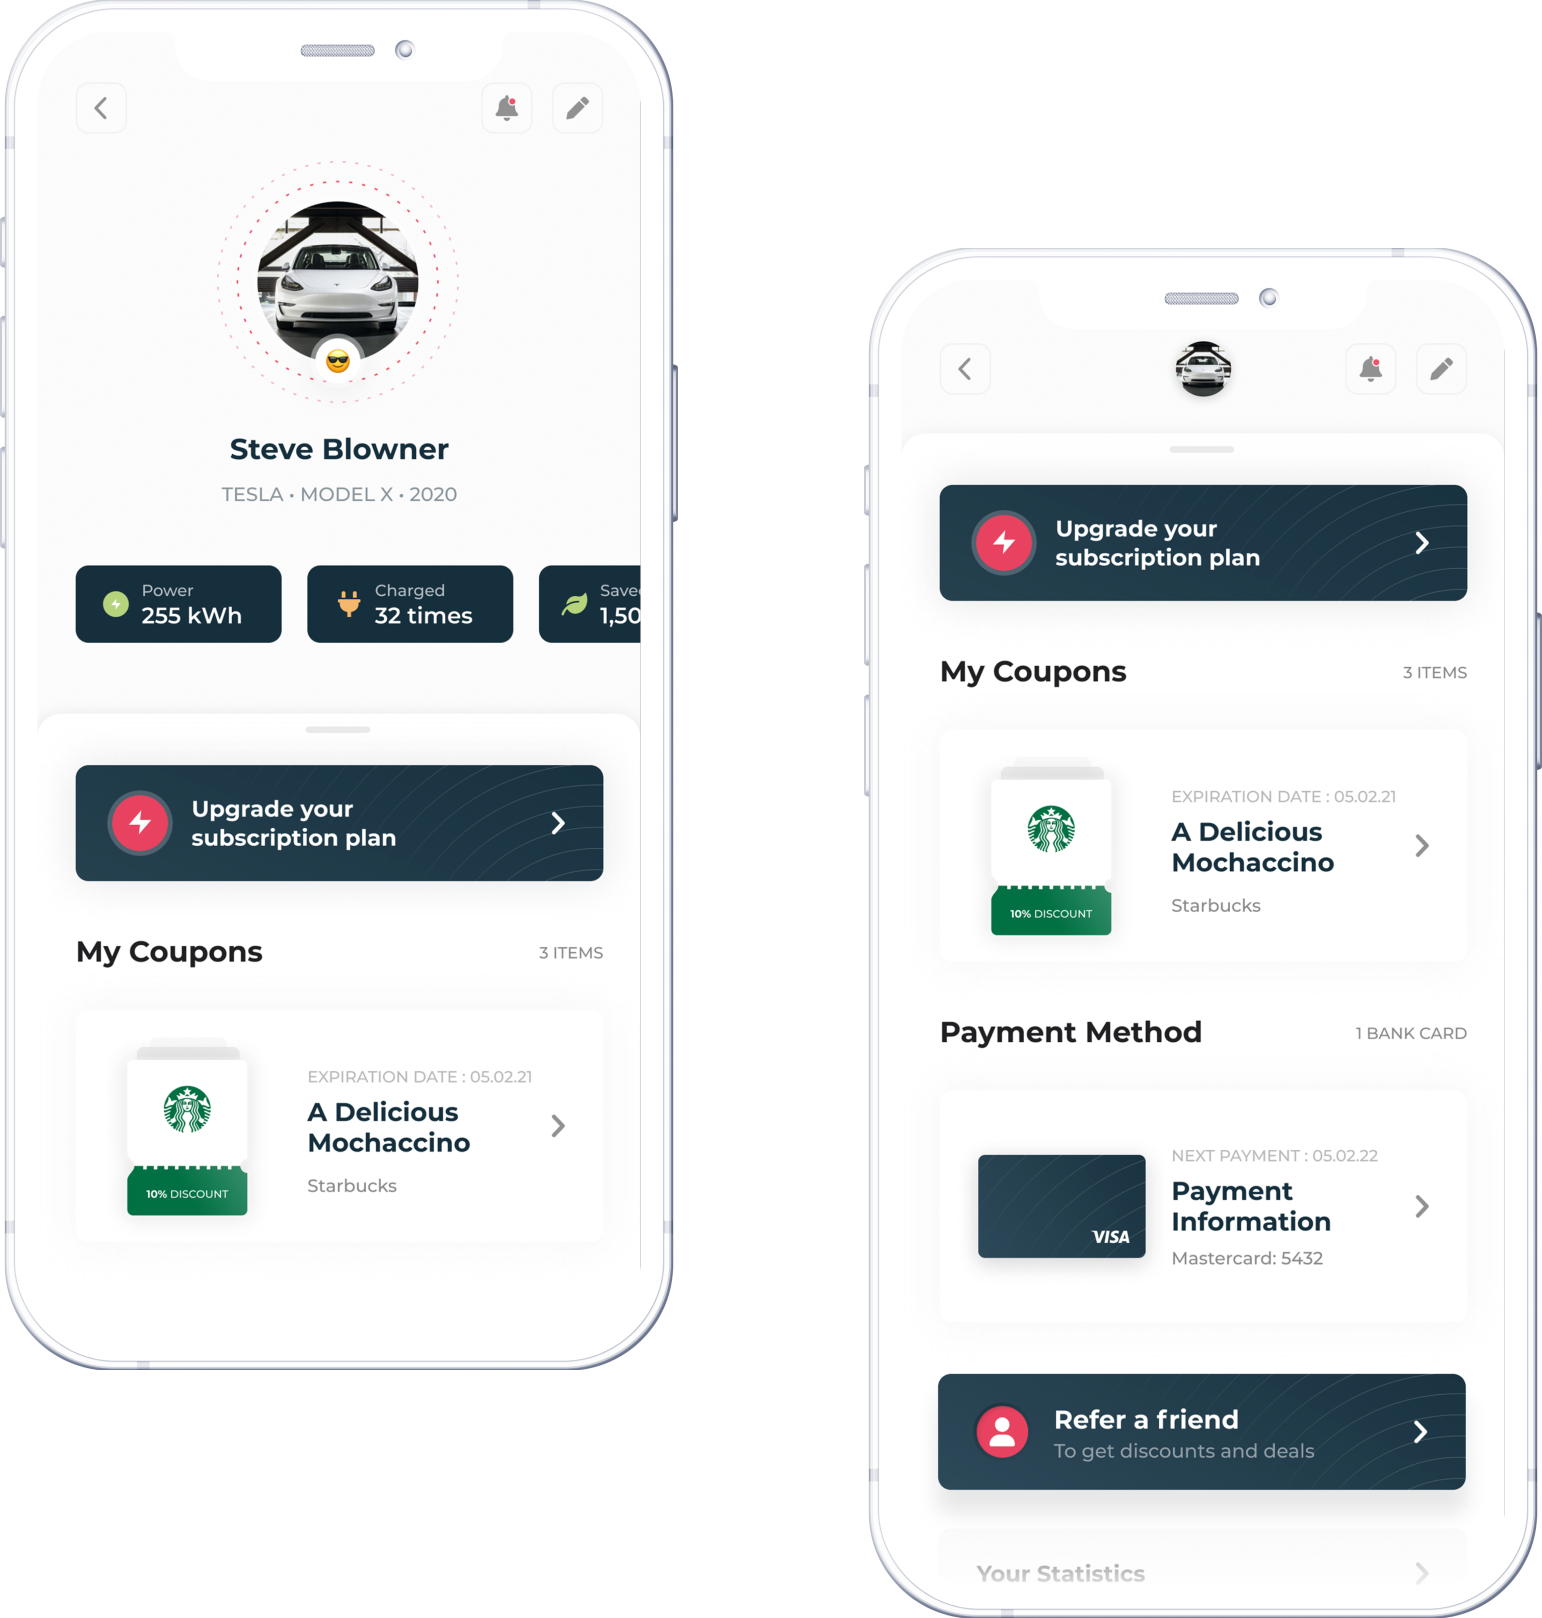 Steve Blowner
TESLA • MODEL X • 2020
Power
255 kWh
Charged
32 times
1,50
Upgrade your
subscription plan
My Coupons
3 ITEMS
EXPIRATION DATE : 05.02.21
A Delicious
Mochaccino
Starbucks
10% DISCOUNT
Upgrade your
subscription plan
My Coupons
3 ITEMS
EXPIRATION DATE : 05.02.21
A Delicious
Mochaccino
Starbucks
10% DISCOUNT
Payment Method
1 BANK CARD
NEXT PAYMENT : 05.02.22
Payment
Information
Mastercard: 5432
VISA
Refer a friend
To get discounts and deals
Your Statistics